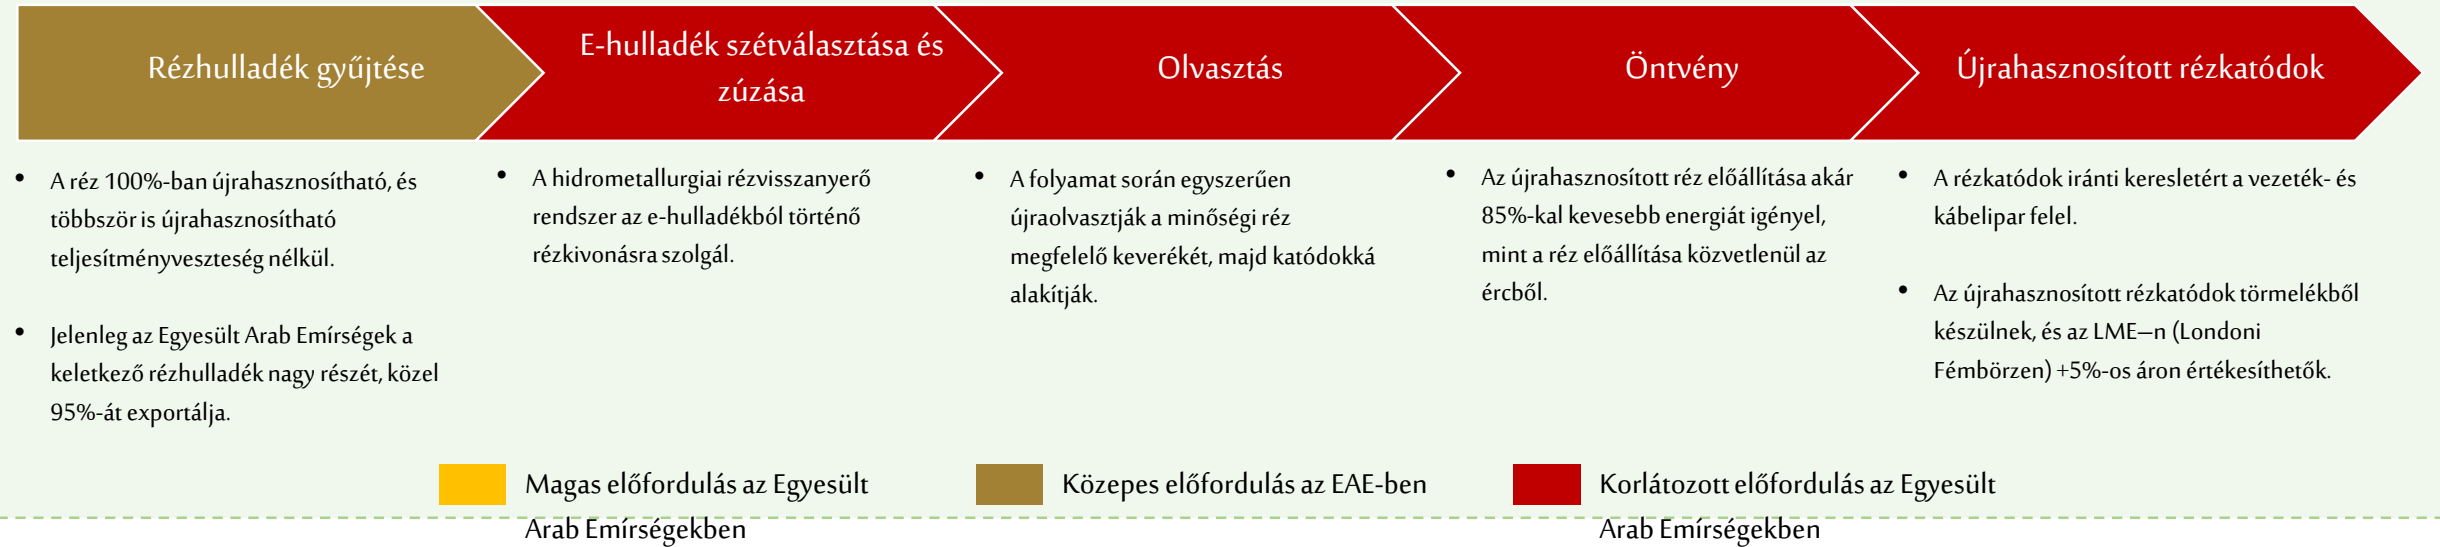 Rézhulladék gyűjtése
E-hulladék szétválasztása és
zúzása
Olvasztás
Öntvény
Újrahasznosított rézkatódok
• A réz 100%-ban újrahasznosítható, és
többször is újrahasznosítható
teljesítményveszteség nélkül.
• Jelenleg az Egyesült Arab Emírségek a
keletkező rézhulladék nagy részét, közel
95%-át exportálja.
• A hidrometallurgiai rézvisszanyerő
rendszer az e-hulladékból történő
rézkivonásra szolgál.
• A folyamat során egyszerűen
újraolvasztják a minőségi réz
megfelelő keverékét, majd katódokká
alakítják.
• Az újrahasznosított réz előállítása akár
85%-kal kevesebb energiát igényel,
mint a réz előállítása közvetlenül az
ércből.
• A rézkatódok iránti keresletért a vezeték- és
kábelipar felel.
• Az újrahasznosított rézkatódok törmelékből
készülnek, és az LME–n (Londoni
Fémbörzen) +5%-os áron értékesíthetők.
Magas előfordulás az Egyesült
Arab Emírségekben
Közepes előfordulás az EAE-ben
Korlátozott előfordulás az Egyesült
Arab Emírségekben